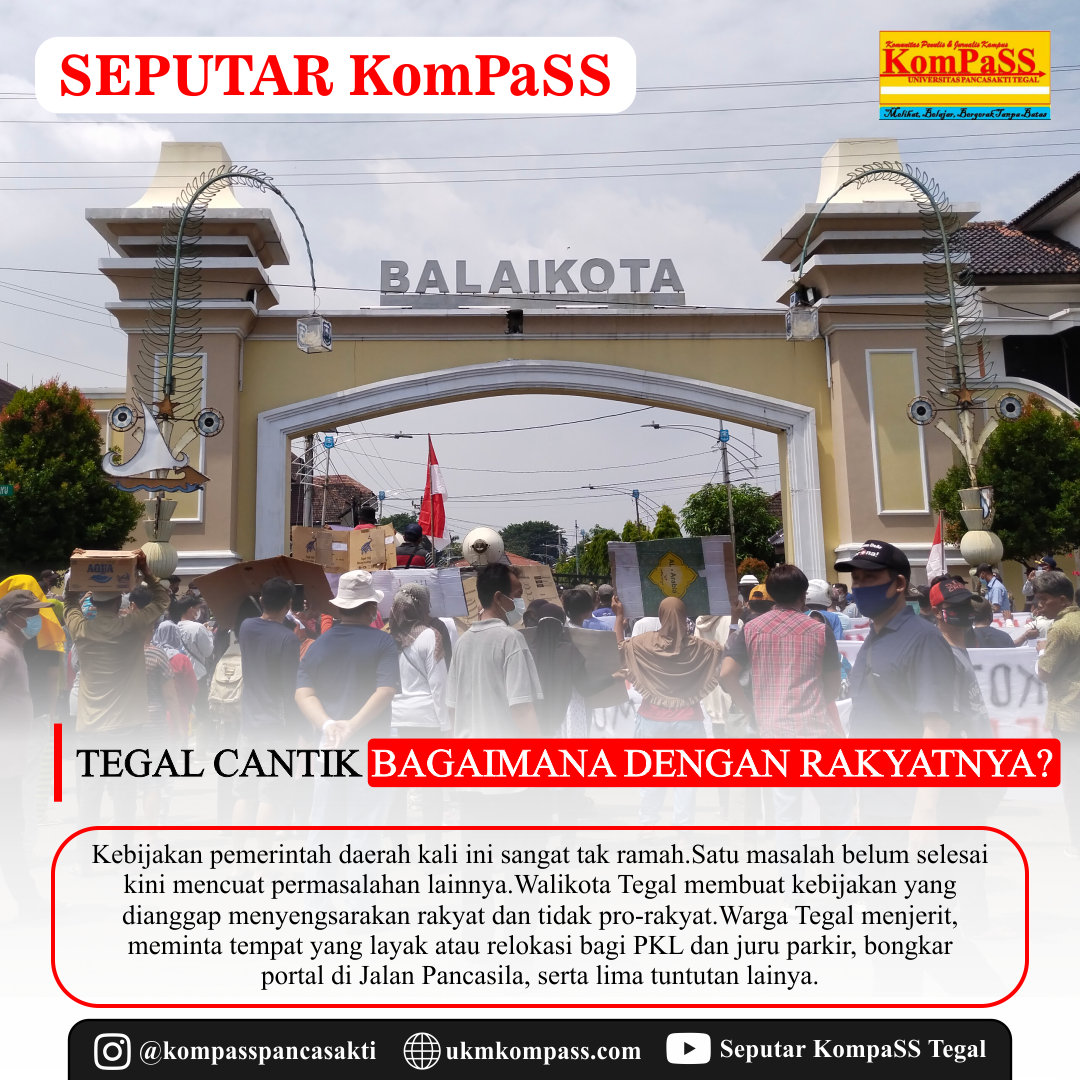 SEPUTAR KomPaSS
Komunitas Penulis & Jurnalis Kampus
KomPaSS
UNIVERSITAS PANCASAKTI TEGAL
Melihat, Belajar, Bergerak Tanpa Batas
BALAIKOTA
AQUA
TEGAL CANTIK BAGAIMANA DENGAN RAKYATNYA?
Kebijakan pemerintah daerah kali ini sangat tak ramah.Satu masalah belum selesai
kini mencuat permasalahan lainnya.Walikota Tegal membuat kebijakan yang
dianggap menyengsarakan rakyat dan tidak pro-rakyat.Warga Tegal menjerit,
meminta tempat yang layak atau relokasi bagi PKL dan juru parkir, bongkar
portal di Jalan Pancasila, serta lima tuntutan lainya.
@kompasspancasakti ukmkompass.com Seputar KompaSS Tegal